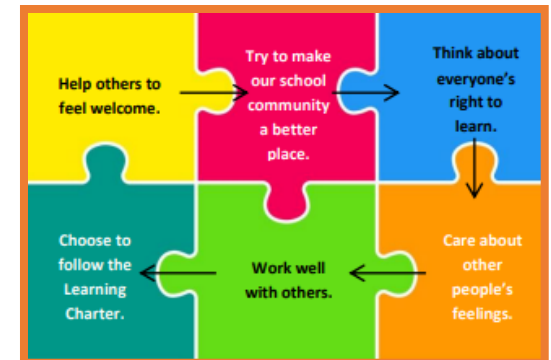 Help others to
feel welcome.
Try to make
our school
community
a better
place.
Think about
everyone's
right to
learn.
Care about
other
people's
feelings.
Work well
with others.
Choose to
follow the
Learning
Charter.